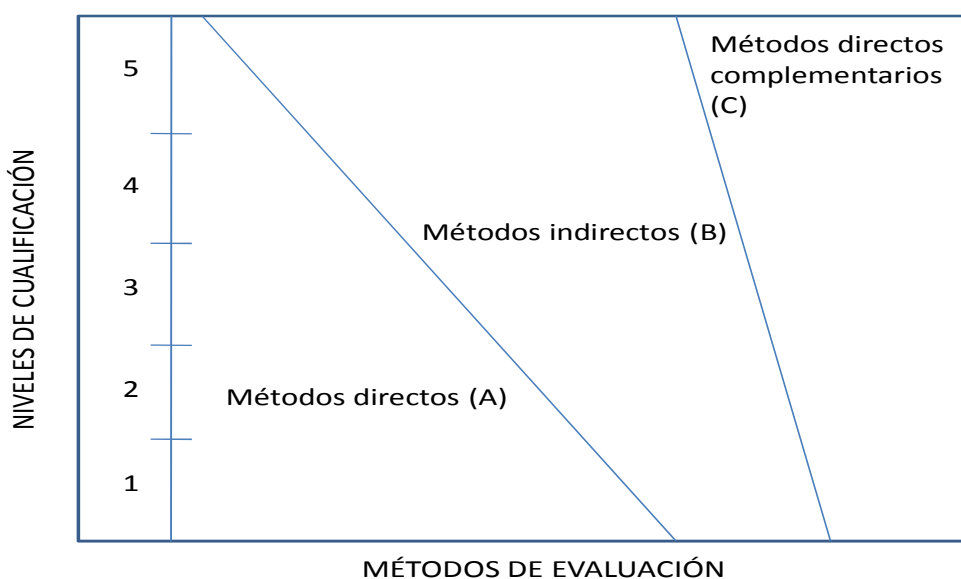 NIVELES DE CUALIFICACIÓN
5
4
3
2
1
Métodos directos (A)
Métodos indirectos (B)
Métodos directos
complementarios
(C)
MÉTODOS DE EVALUACIÓN